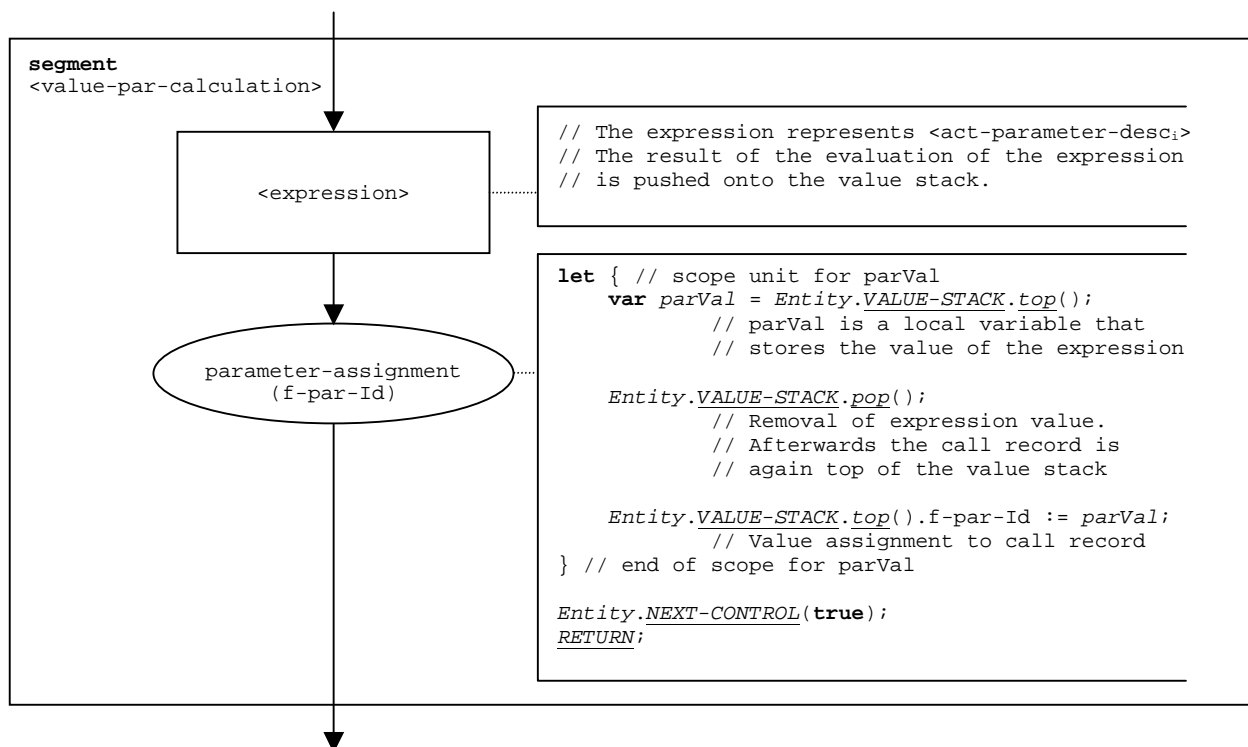 segment
<value-par-calculation>
// The expression represents <act-parameter-descᵢ>
// The result of the evaluation of the expression
// is pushed onto the value stack.
<expression>
let { // scope unit for parVal
var parVal = Entity.VALUE-STACK.top();
// parVal is a local variable that
// stores the value of the expression
parameter-assignment
(f-par-Id)
Entity.VALUE-STACK.pop();
// Removal of expression value.
// Afterwards the call record is
// again top of the value stack
Entity.VALUE-STACK.top().f-par-Id := parVal;
// Value assignment to call record
} // end of scope for parVal
Entity.NEXT-CONTROL(true);
RETURN;